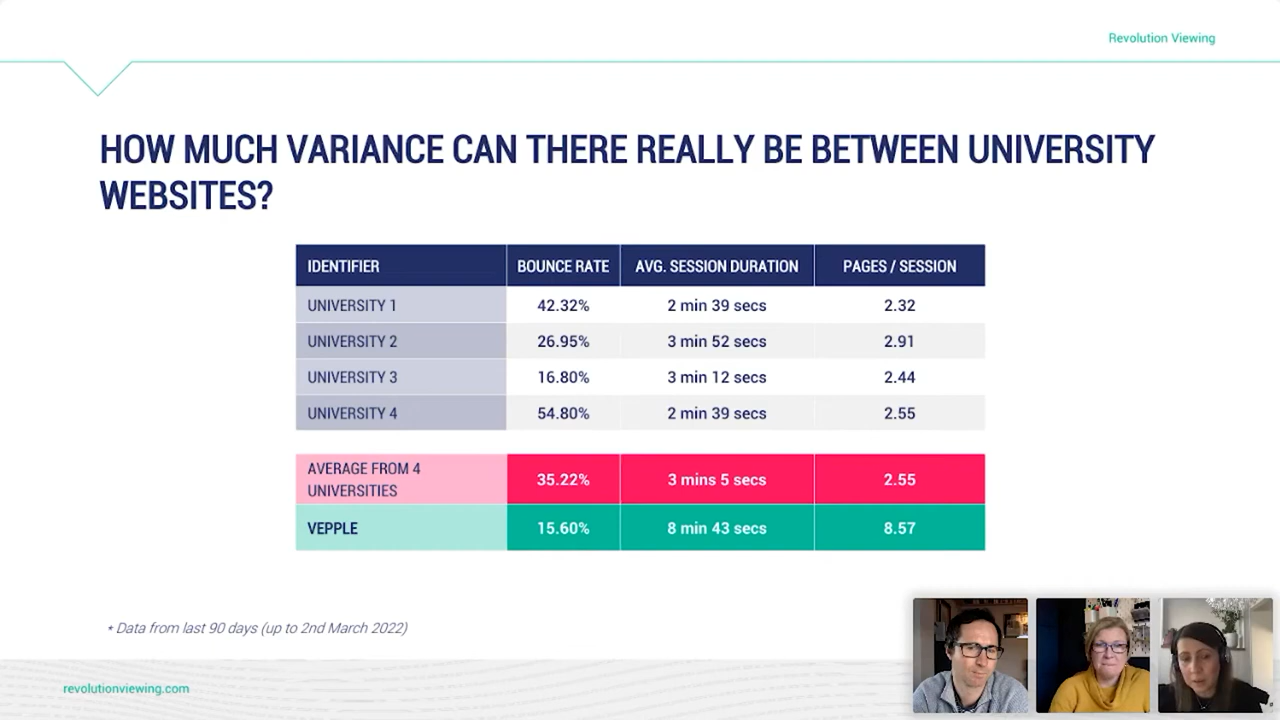 Revolution Viewing
HOW MUCH VARIANCE CAN THERE REALLY BE BETWEEN UNIVERSITY
WEBSITES?
IDENTIFIER BOUNCE RATE AVG. SESSION DURATION PAGES / SESSION
UNIVERSITY 1 42.32% 2 min 39 secs 2.32
UNIVERSITY 2 26.95% 3 min 52 secs 2.91
UNIVERSITY 3 16.80% 3 min 12 secs 2.44
UNIVERSITY 4 54.80% 2 min 39 secs 2.55
AVERAGE FROM 4
UNIVERSITIES 35.22% 3 mins 5 secs 2.55
VEPPLE 15.60% 8 min 43 secs 8.57
* Data from last 90 days (up to 2nd March 2022)
revolutionviewing.com